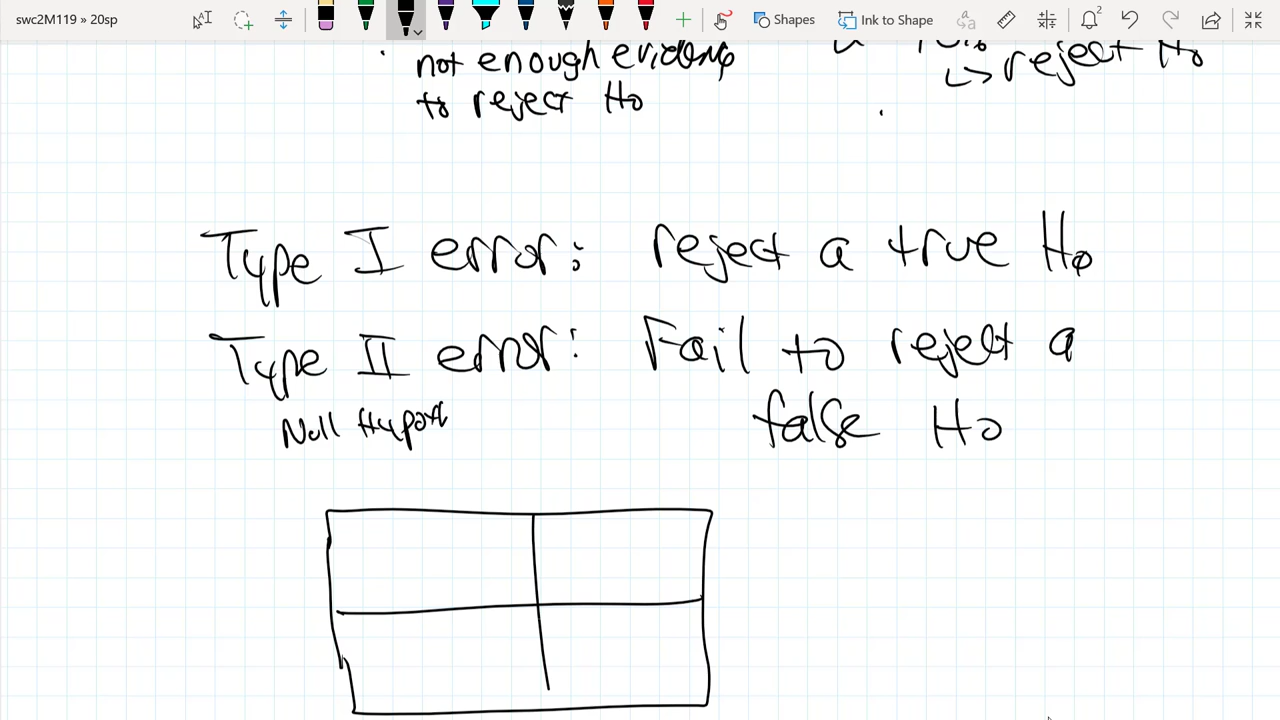 swc2M119 » 20sp
Shapes
Ink to Shape
2
not enough evidence
to reject Ho
↳ reject Ho
Type I error: reject a true Ho
Type II error: Fail to reject a
false Ho
Null